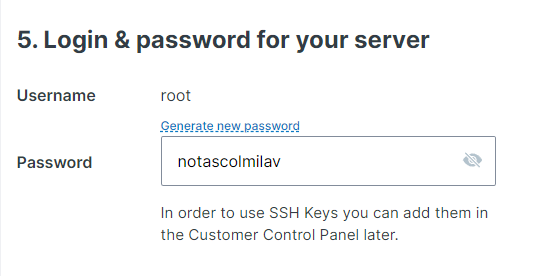 5. Login & password for your server
Username root
Generate new password
Password notascolmilav
In order to use SSH Keys you can add them in
the Customer Control Panel later.